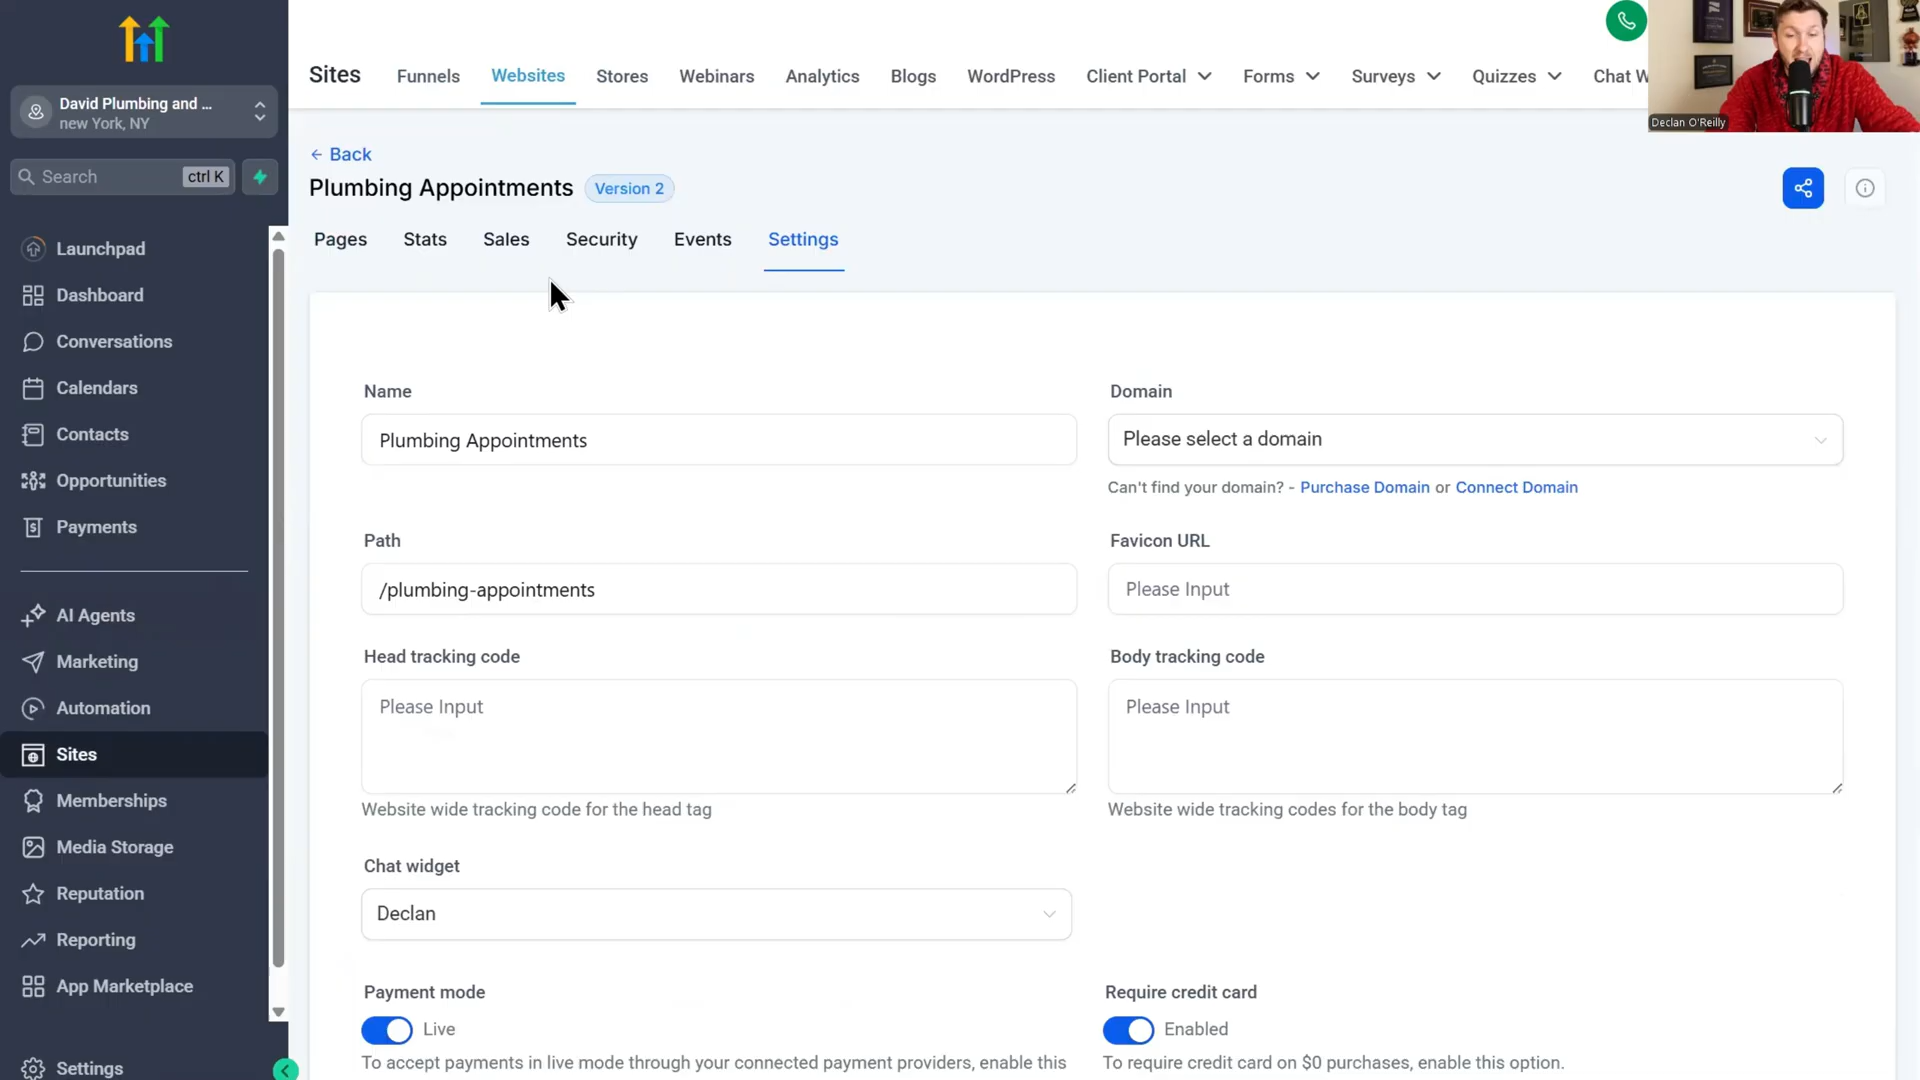 David Plumbing and ...
new York, NY
Search
ctrl K
Launchpad
Dashboard
Conversations
Calendars
Contacts
Opportunities
Payments
AI Agents
Marketing
Automation
Sites
Memberships
Media Storage
Reputation
Reporting
App Marketplace
Settings
Sites Funnels Websites Stores Webinars Analytics Blogs WordPress Client Portal Forms Surveys Quizzes Chat W
Declan O'Reilly
← Back
Plumbing Appointments Version 2
Pages Stats Sales Security Events Settings
Name
Plumbing Appointments
Domain
Please select a domain
Can't find your domain? - Purchase Domain or Connect Domain
Path
/plumbing-appointments
Favicon URL
Please Input
Head tracking code
Please Input
Website wide tracking code for the head tag
Body tracking code
Please Input
Website wide tracking codes for the body tag
Chat widget
Declan
Payment mode
Live
To accept payments in live mode through your connected payment providers, enable this
Require credit card
Enabled
To require credit card on $0 purchases, enable this option.